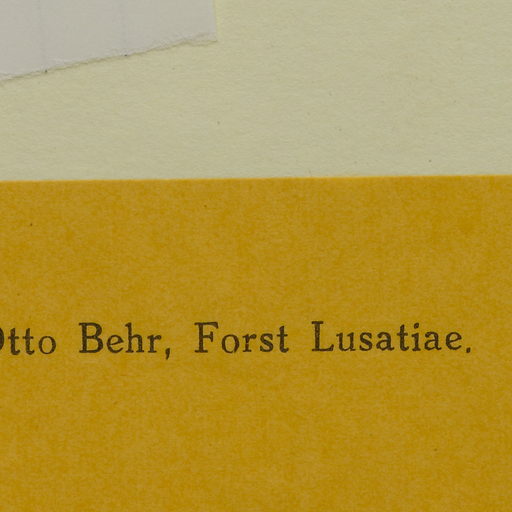 Otto Behr, Forst Lusatiae.